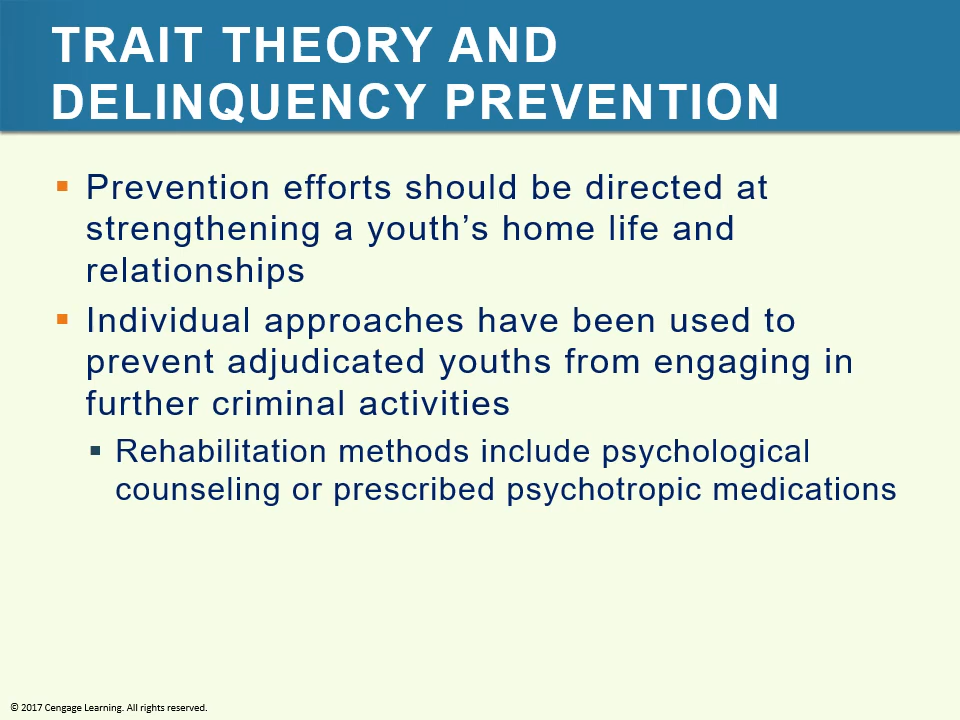 TRAIT THEORY AND
DELINQUENCY PREVENTION
▪ Prevention efforts should be directed at
strengthening a youth’s home life and
relationships
▪ Individual approaches have been used to
prevent adjudicated youths from engaging in
further criminal activities
▪ Rehabilitation methods include psychological
counseling or prescribed psychotropic medications
© 2017 Cengage Learning. All rights reserved.